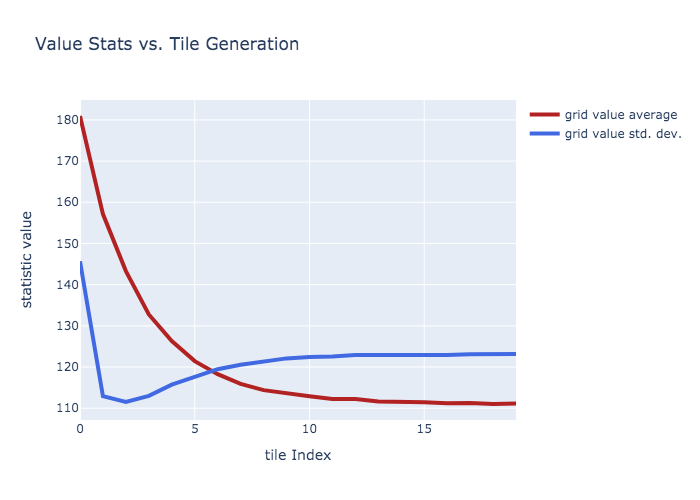 Value Stats vs. Tile Generation
180
170
160
150
140
130
120
110
statistic value
0
5
10
15
tile Index
grid value average
grid value std. dev.